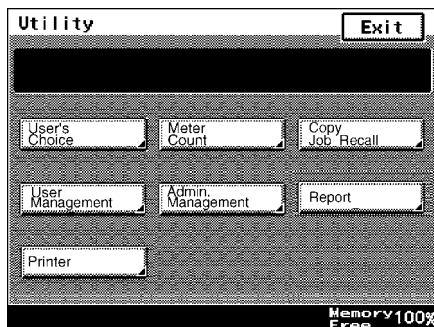 Utility
Exit
User's
Choice
Meter
Count
Copy
Job Recall
User
Management
Admin.
Management
Report
Printer
Memory
Free
100%